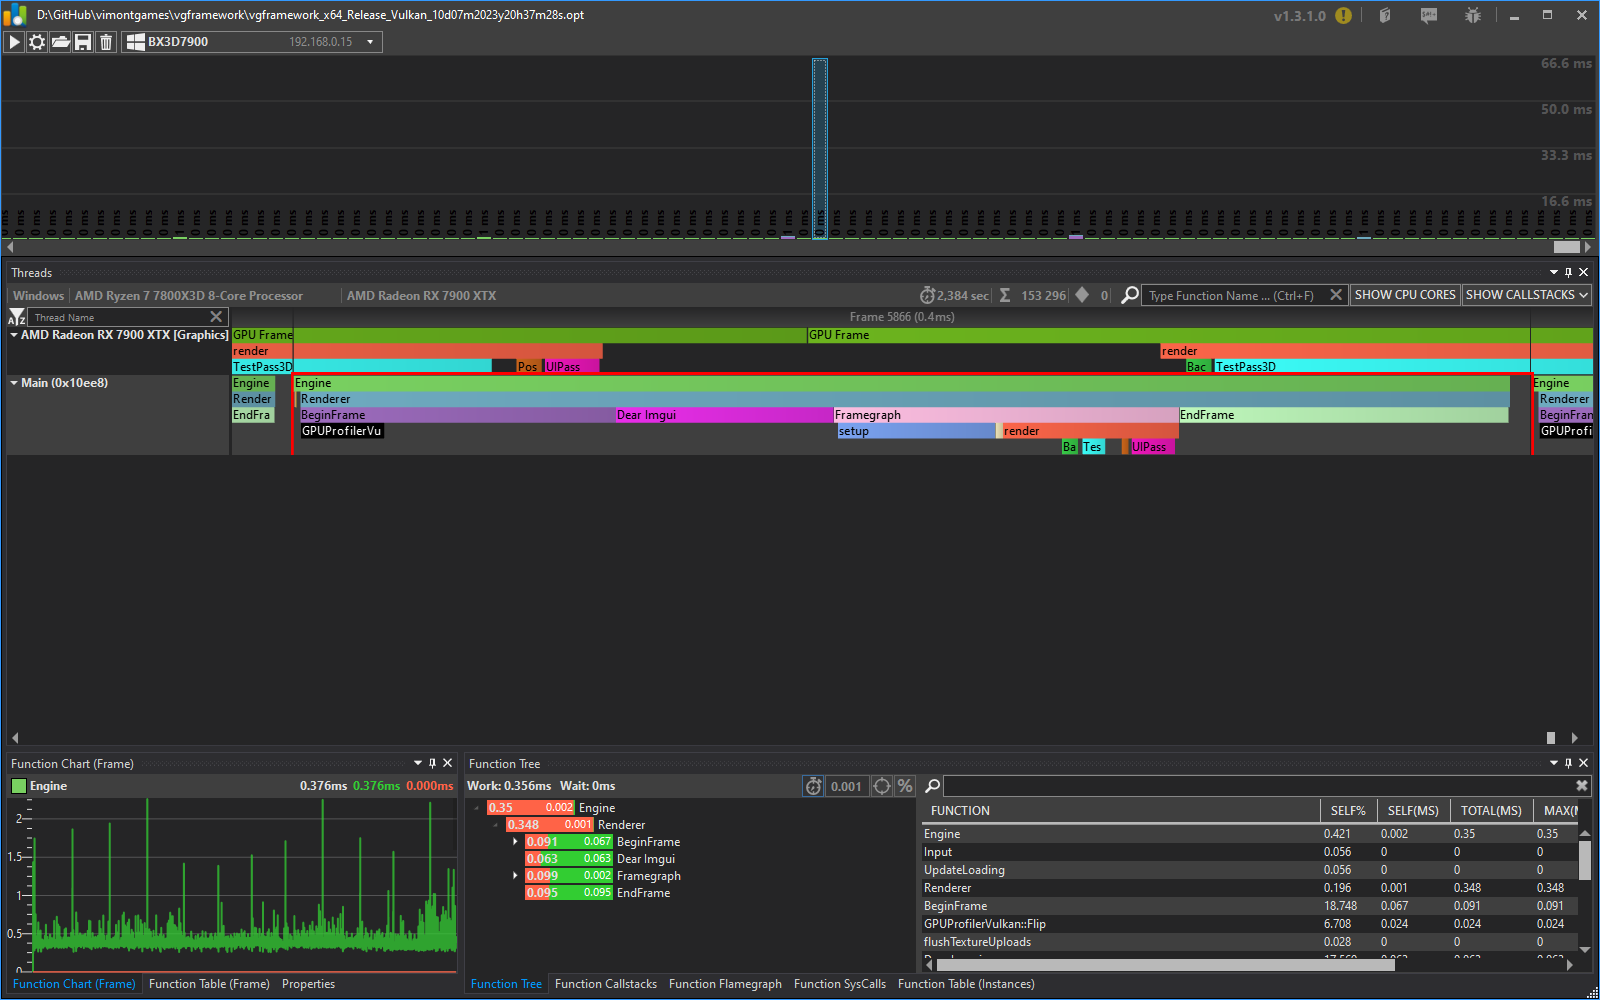 D:\GitHub\vimontgames\vgframework\vgframework_x64_Release_Vulkan_10d07m2023y20h37m28s.opt
v1.3.1.0
BX3D7900 192.168.0.15
66.6 ms
50.0 ms
33.3 ms
16.6 ms
Threads
Windows AMD Ryzen 7 7800X3D 8-Core Processor AMD Radeon RX 7900 XTX
2,384 sec Σ 153 296 0 Type Function Name ... (Ctrl+F) SHOW CPU CORES SHOW CALLSTACKS
Thread Name Frame 5866 (0.4ms)
AMD Radeon RX 7900 XTX [Graphics] GPU Frame GPU Frame
render render
TestPass3D Pos UIPass Bac TestPass3D
Main (0x10ee8) Engine Engine Engine
Render Renderer Renderer
EndFra BeginFrame Dear Imgui Framegraph EndFrame BeginFran
GPUProfilerVu setup render GPUProfi
Ba Tes UIPass
Function Chart (Frame)
Engine 0.376ms 0.376ms 0.000ms
2
1.5
1
0.5
0
Function Chart (Frame) Function Table (Frame) Properties
Function Tree
Work: 0.356ms Wait: 0ms 0.001 %
0.35 0.002 Engine
0.348 0.001 Renderer
0.091 0.067 BeginFrame
0.063 0.063 Dear Imgui
0.099 0.002 Framegraph
0.095 0.095 EndFrame
FUNCTION SELF% SELF(MS) TOTAL(MS) MAX(M
Engine 0.421 0.002 0.35 0.35
Input 0.056 0 0 0
UpdateLoading 0.056 0 0 0
Renderer 0.196 0.001 0.348 0.348
BeginFrame 18.748 0.067 0.091 0.091
GPUProfilerVulkan::Flip 6.708 0.024 0.024 0.024
flushTextureUploads 0.028 0 0 0
Function Tree Function Callstacks Function Flamegraph Function SysCalls Function Table (Instances)